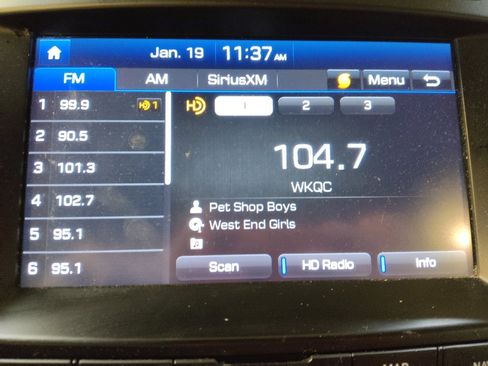 Jan. 19 11:37 AM
FM AM SiriusXM Menu
1 99.9 HD 1
2 90.5
3 101.3
4 102.7
5 95.1
6 95.1
HD 1 2 3
104.7
WKQC
Pet Shop Boys
West End Girls
Scan HD Radio Info
MAP